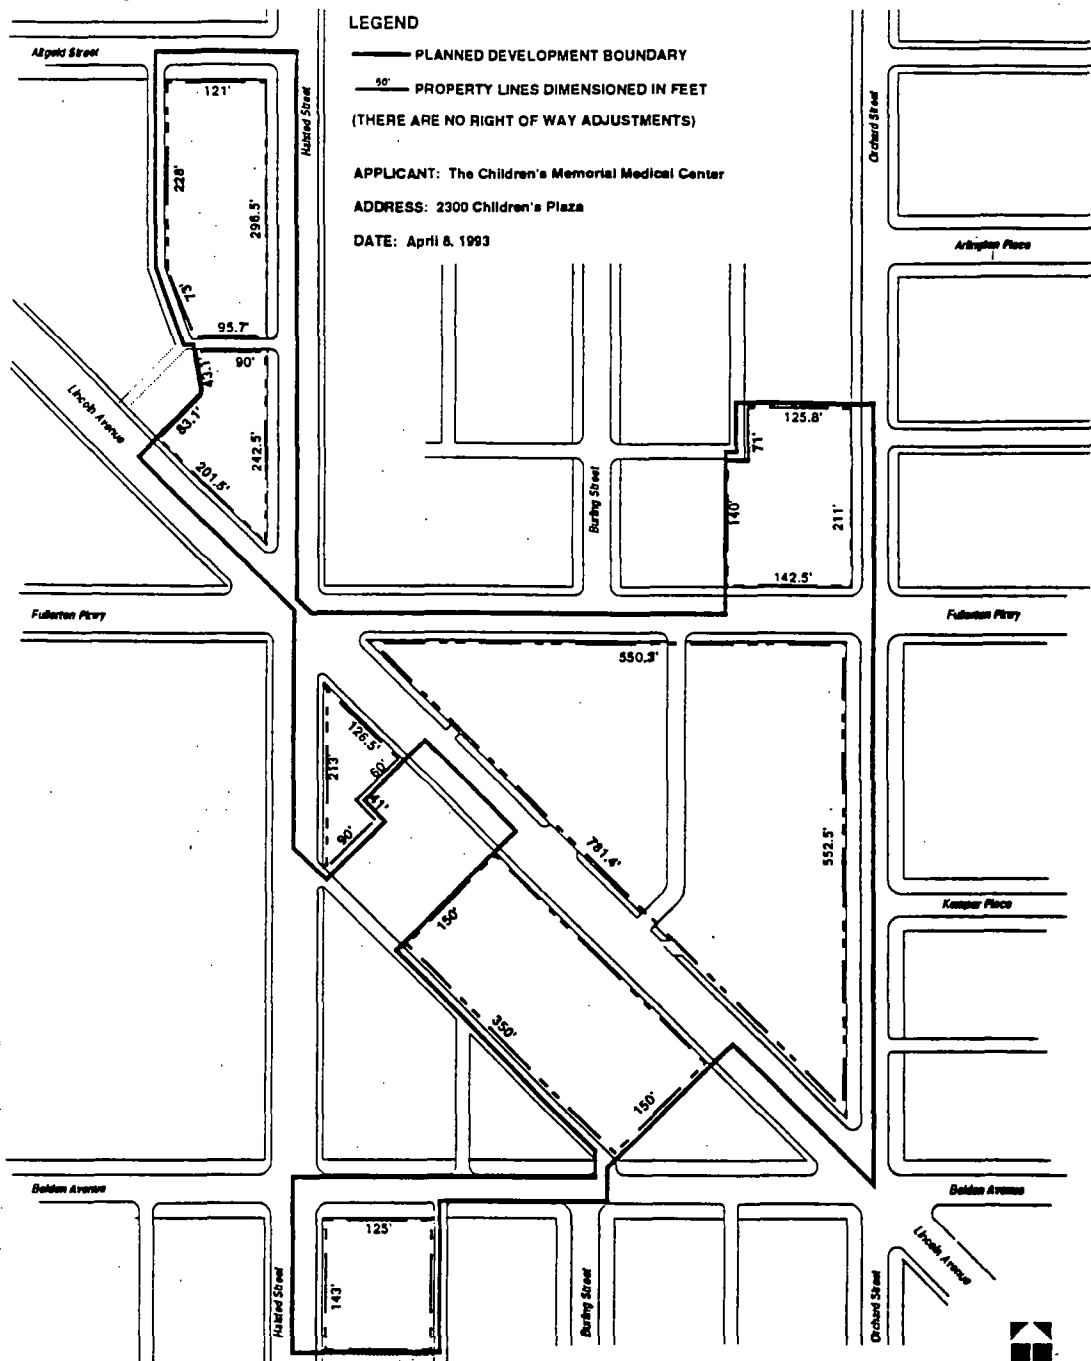 LEGEND
PLANNED DEVELOPMENT BOUNDARY
50' PROPERTY LINES DIMENSIONED IN FEET
(THERE ARE NO RIGHT OF WAY ADJUSTMENTS)
APPLICANT: The Children's Memorial Medical Center
ADDRESS: 2300 Children's Plaza
DATE: April 8, 1993
Altgeld Street
Halsted Street
Orchard Street
Arlington Place
121'
228'
296.5'
73'
95.7'
43.1'
90'
83.1'
Lincoln Avenue
201.5'
242.5'
125.8'
71'
140'
211'
142.5'
Burling Street
Fullerton Pkwy
Fullerton Pkwy
550.3'
126.5'
213'
60'
41'
90'
781.4'
552.5'
Kemper Place
150'
350'
150'
Belden Avenue
Belden Avenue
125'
143'
Halsted Street
Burling Street
Orchard Street
Lincoln Avenue